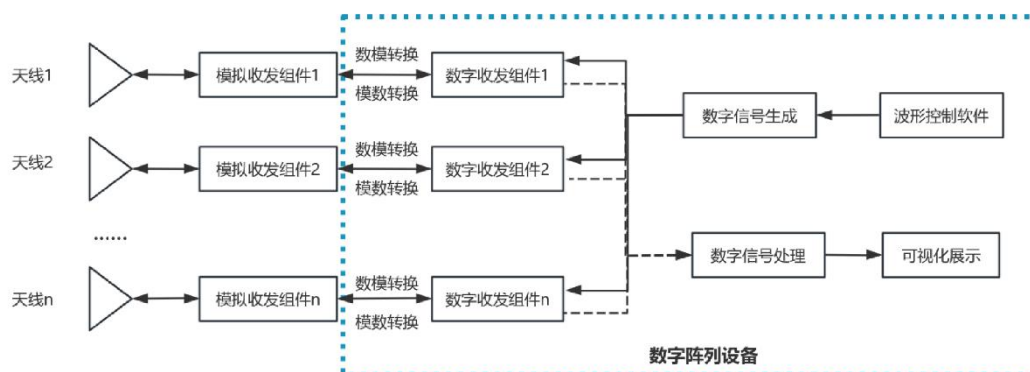 天线1
模拟收发组件1
数模转换
模数转换
数字收发组件1
数字信号生成
波形控制软件
天线2
模拟收发组件2
数模转换
模数转换
数字收发组件2
……
数字信号处理
可视化展示
天线n
模拟收发组件n
数模转换
模数转换
数字收发组件n
数字阵列设备